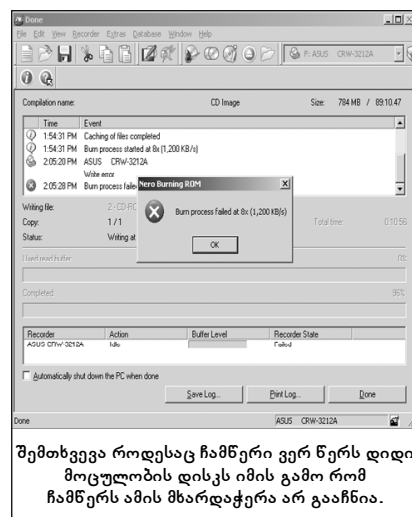 Done
File Edit View Recorder Extras Database Window Help
F: ASUS CRW-3212A
Compilation name: CD Image Size: 784 MB / 89:10.47
Time Event
1:54:31 PM Caching of files completed
1:54:31 PM Burn process started at 8x (1,200 KB/s)
2:05:20 PM ASUS CRW-3212A
Write error
2:05:28 PM Burn process faile
Nero Burning ROM
Burn process failed at 8x (1,200 KB/s)
OK
Writing file: 2 - CD-RO
Copy: 1 / 1 Total time: 0:10:56
Status: Writing at
Used read buffer: 0%
Completed: 96%
Recorder Action Buffer Level Recorder State
ASUS CRW-3212A Idle Failed
Automatically shut down the PC when done
Save Log... Print Log... Done
Done ASUS CRW-3212A
შემთხვევა როდესაც ჩამწერი ვერ წერს დიდი
მოცულობის დისკს იმის გამო რომ
ჩამწერს ამის მხარდაჭერა არ გააჩნია.